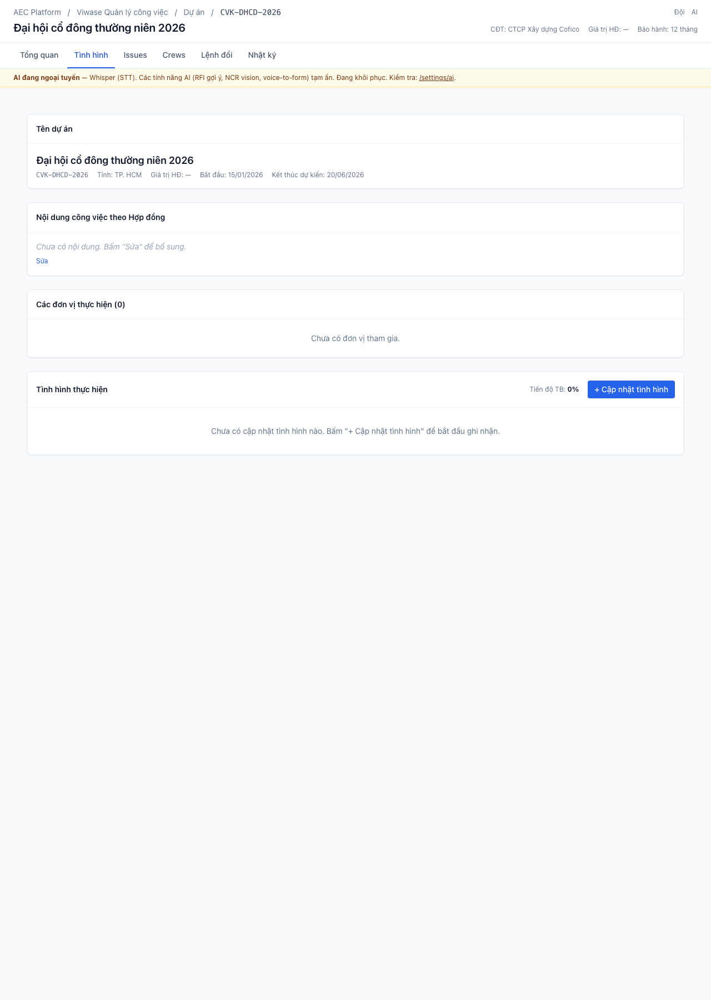 AEC Platform / Viwase Quản lý công việc / Dự án / CVK–DHCD–2026
Đội AI
Đại hội cổ đông thường niên 2026
CĐT: CTCP Xây dựng Cofico Giá trị HĐ: — Bảo hành: 12 tháng
Tổng quan Tình hình Issues Crews Lệnh đổi Nhật ký
AI đang ngoại tuyến — Whisper (STT). Các tính năng AI (RFI gợi ý, NCR vision, voice-to-form) tạm ẩn. Đang khôi phục. Kiểm tra: /settings/ai.
Tên dự án
Đại hội cổ đông thường niên 2026
CVK–DHCD–2026 Tỉnh: TP. HCM Giá trị HĐ: — Bắt đầu: 15/01/2026 Kết thúc dự kiến: 20/06/2026
Nội dung công việc theo Hợp đồng
Chưa có nội dung. Bấm "Sửa" để bổ sung.
Sửa
Các đơn vị thực hiện (0)
Chưa có đơn vị tham gia.
Tình hình thực hiện
Tiến độ TB: 0% + Cập nhật tình hình
Chưa có cập nhật tình hình nào. Bấm "+ Cập nhật tình hình" để bắt đầu ghi nhận.